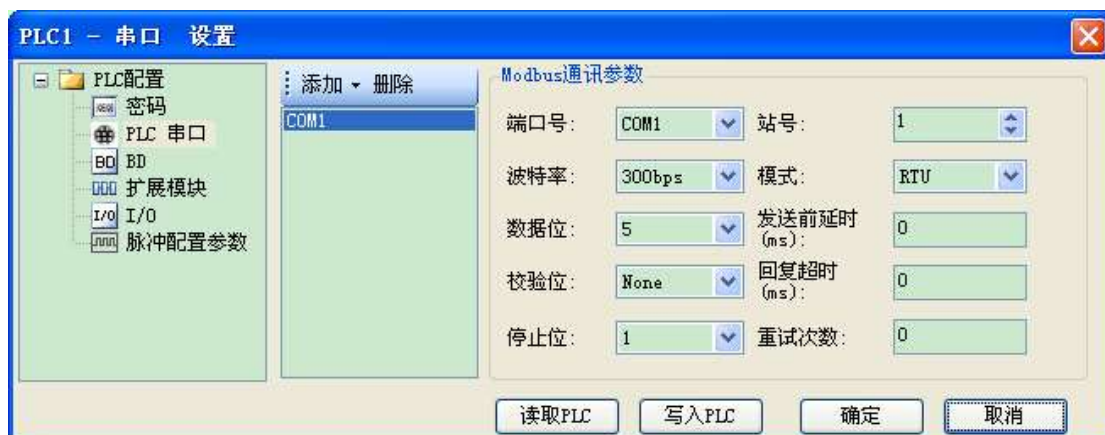 PLC1 - 串口 设置
PLC配置
密码
PLC 串口
BD BD
扩展模块
I/O I/O
脉冲配置参数
添加 删除
COM1
Modbus通讯参数
端口号: COM1 站号: 1
波特率: 300bps 模式: RTU
数据位: 5 发送前延时(ms): 0
校验位: None 回复超时(ms): 0
停止位: 1 重试次数: 0
读取PLC 写入PLC 确定 取消